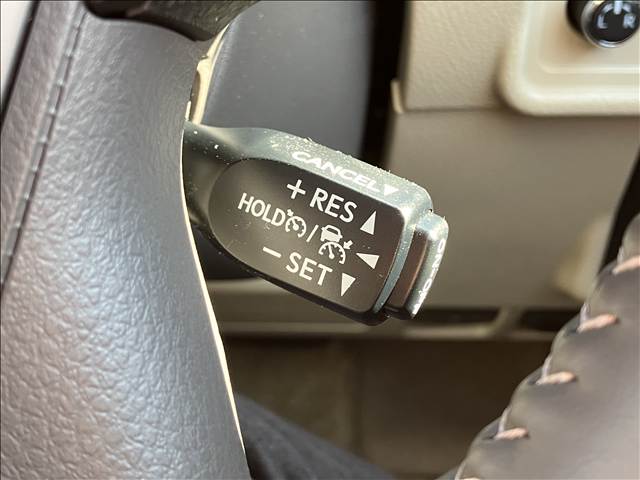 L R
CANCEL▼
+ RES ▲
HOLD / ◀
- SET ▼